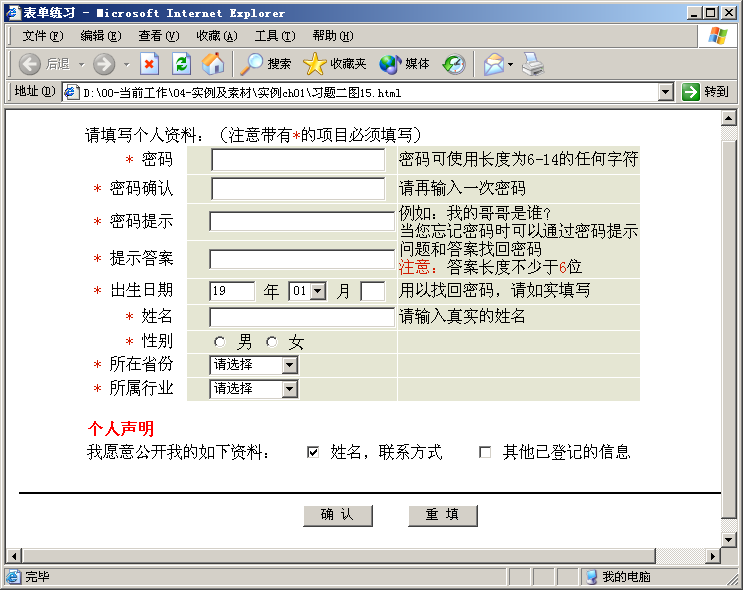 表单练习 - Microsoft Internet Explorer
文件(F) 编辑(E) 查看(V) 收藏(A) 工具(T) 帮助(H)
后退 搜索 收藏夹 媒体
地址(D) D:\00-当前工作\04-实例及素材\实例ch01\习题二图15.html 转到
请填写个人资料：（注意带有*的项目必须填写）
* 密码 密码可使用长度为6-14的任何字符
* 密码确认 请再输入一次密码
* 密码提示 例如：我的哥哥是谁?
当您忘记密码时可以通过密码提示
* 提示答案 问题和答案找回密码
注意：答案长度不少于6位
* 出生日期 19 年 01 月 用以找回密码，请如实填写
* 姓名 请输入真实的姓名
* 性别 男 女
* 所在省份 请选择
* 所属行业 请选择
个人声明
我愿意公开我的如下资料： 姓名，联系方式 其他已登记的信息
确 认 重 填
完毕 我的电脑